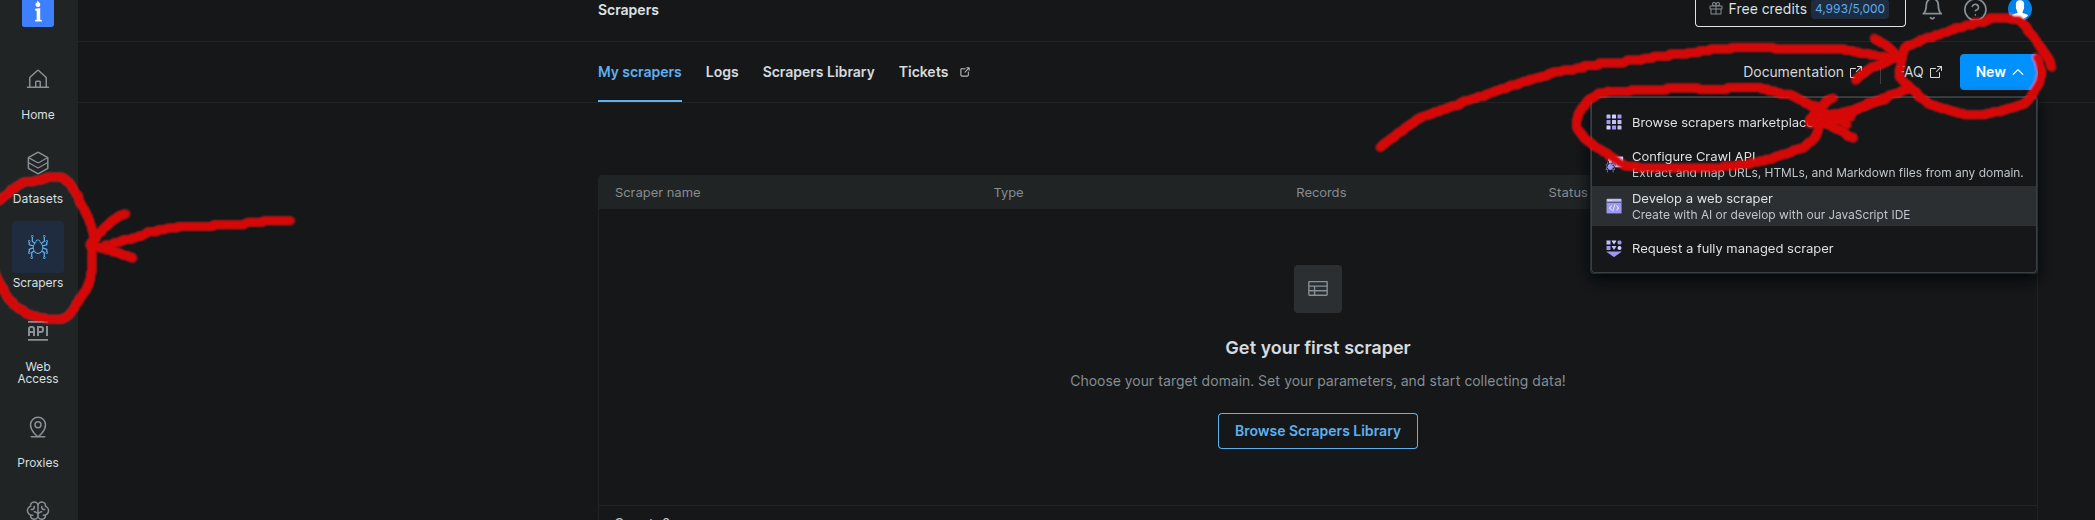 Scrapers
Free credits 4,993/5,000
My scrapers Logs Scrapers Library Tickets Documentation FAQ New
Home
Datasets
Scrapers
API
Web
Access
Proxies
Browse scrapers marketplace
Configure Crawl API
Extract and map URLs, HTMLs, and Markdown files from any domain.
Develop a web scraper
Create with AI or develop with our JavaScript IDE
Request a fully managed scraper
Scraper name Type Records Status
Get your first scraper
Choose your target domain. Set your parameters, and start collecting data!
Browse Scrapers Library